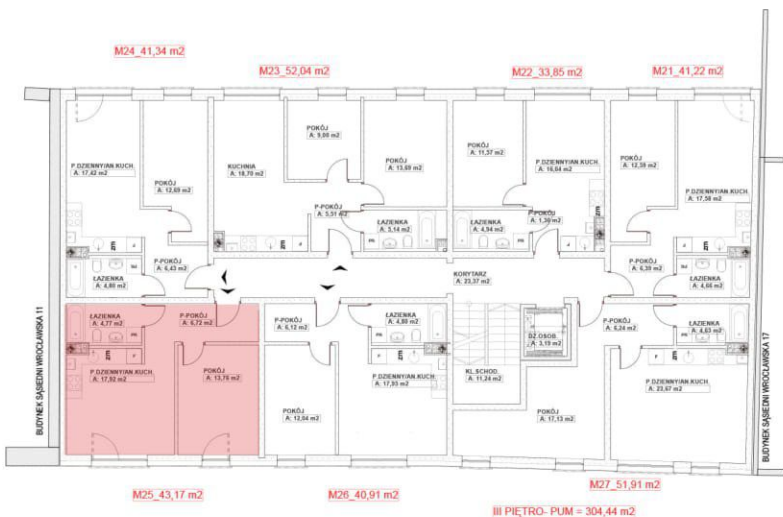 M24_41,34 m2
M23_52,04 m2
M22_33,85 m2
M21_41,22 m2
P.DZIENNY/AN.KUCH.
A: 17,42 m2
POKÓJ
A: 12,69 m2
KUCHNIA
A: 18,70 m2
POKÓJ
A: 9,00 m2
POKÓJ
A: 13,69 m2
POKÓJ
A: 11,37 m2
P.DZIENNY/AN.KUCH.
A: 16,04 m2
POKÓJ
A: 12,39 m2
P.DZIENNY/AN.KUCH.
A: 17,58 m2
P-POKÓJ
A: 5,51 m2
ŁAZIENKA
A: 5,14 m2
ŁAZIENKA
A: 4,94 m2
P-POKÓJ
A: 1,39 m2
P-POKÓJ
A: 6,43 m2
ŁAZIENKA
A: 4,80 m2
KORYTARZ
A: 23,37 m2
P-POKÓJ
A: 6,39 m2
ŁAZIENKA
A: 4,66 m2
ŁAZIENKA
A: 4,77 m2
P-POKÓJ
A: 6,72 m2
P-POKÓJ
A: 6,12 m2
ŁAZIENKA
A: 4,80 m2
DŹ.OSOB.
A: 3,19 m2
P-POKÓJ
A: 6,24 m2
ŁAZIENKA
A: 4,63 m2
P.DZIENNY/AN.KUCH.
A: 17,92 m2
POKÓJ
A: 13,76 m2
POKÓJ
A: 12,04 m2
P.DZIENNY/AN.KUCH.
A: 17,95 m2
KL.SCHOD.
A: 11,24 m2
POKÓJ
A: 17,13 m2
P.DZIENNY/AN.KUCH.
A: 23,67 m2
BUDYNEK SĄSIEDNI WROCŁAWSKA 11
BUDYNEK SĄSIEDNI WROCŁAWSKA 17
M25_43,17 m2
M26_40,91 m2
M27_51,91 m2
III PIĘTRO- PUM = 304,44 m2